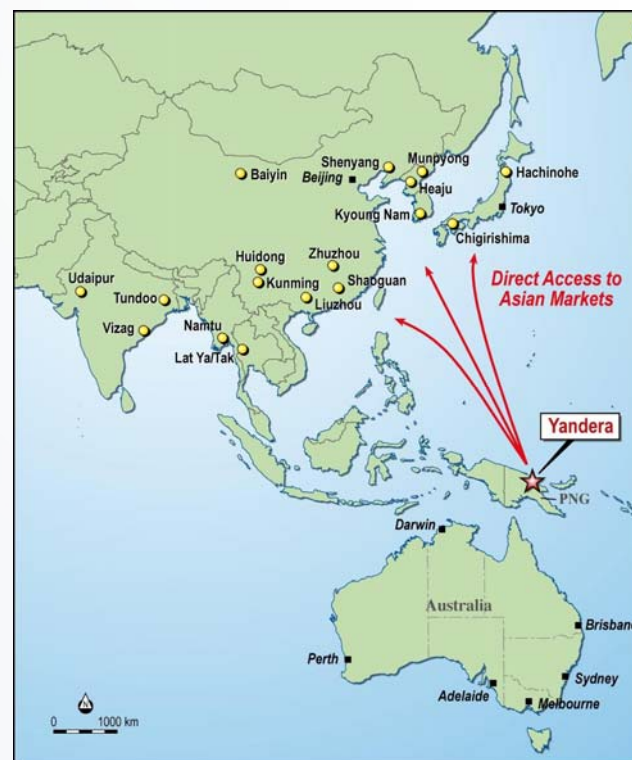 Shenyang
Munpyong
Baiyin
Beijing
Heaju
Hachinohe
Kyoung Nam
Tokyo
Chigirishima
Huidong
Zhuzhou
Udaipur
Kunming
Shaoguan
Direct Access to
Asian Markets
Tundoo
Liuzhou
Vizag
Namtu
Lat Ya/Tak
Yandera
PNG
Darwin
Australia
Brisbane
Perth
Sydney
Adelaide
Melbourne
N
0
1000 km